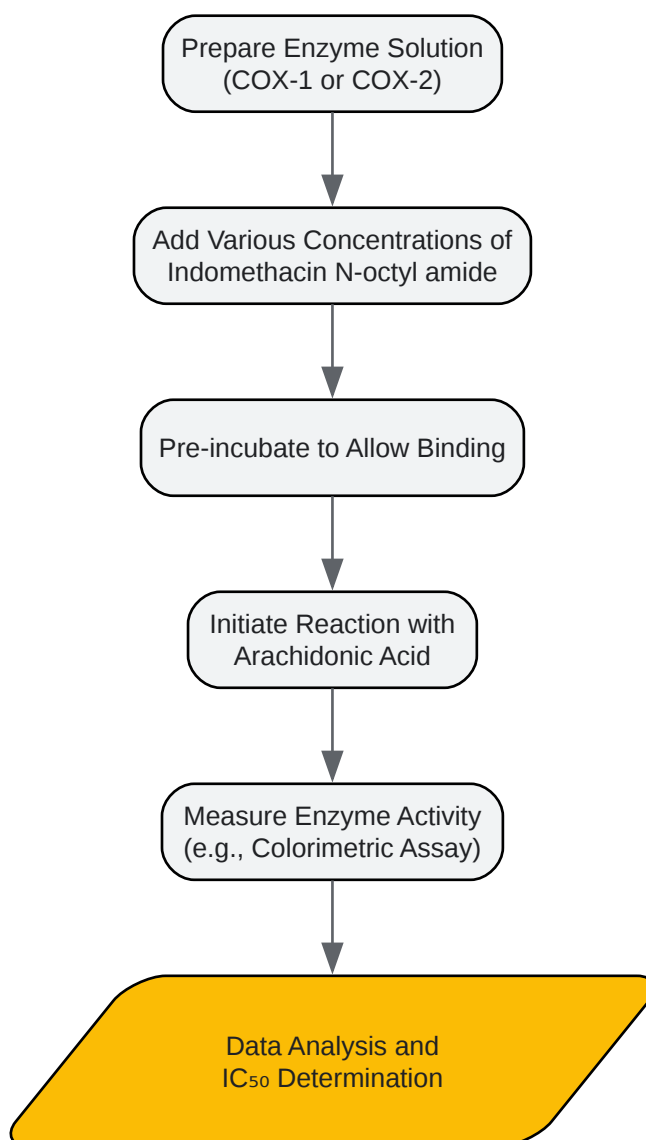 Prepare Enzyme Solution
(COX-1 or COX-2)
Add Various Concentrations of
Indomethacin N-octyl amide
Pre-incubate to Allow Binding
Initiate Reaction with
Arachidonic Acid
Measure Enzyme Activity
(e.g., Colorimetric Assay)
Data Analysis and
IC₅₀ Determination